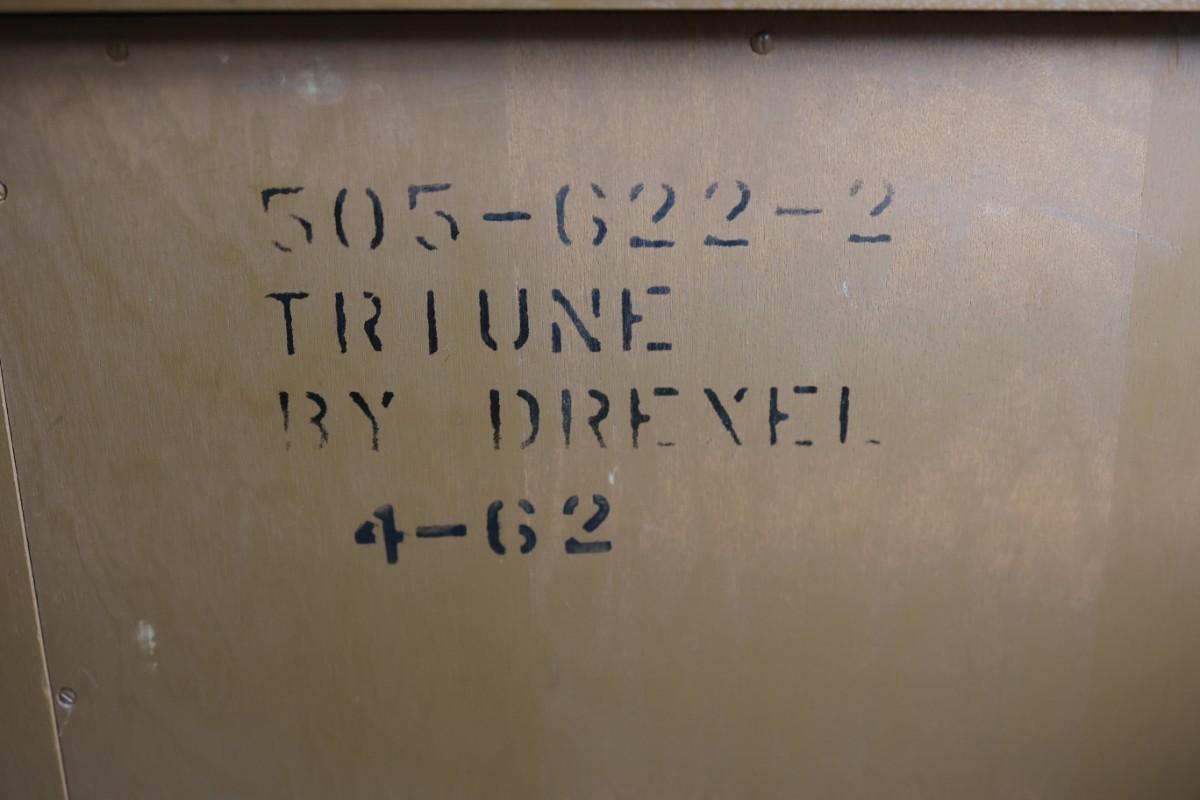 505-622-2
TRIUNE
BY DREXEL
4-62